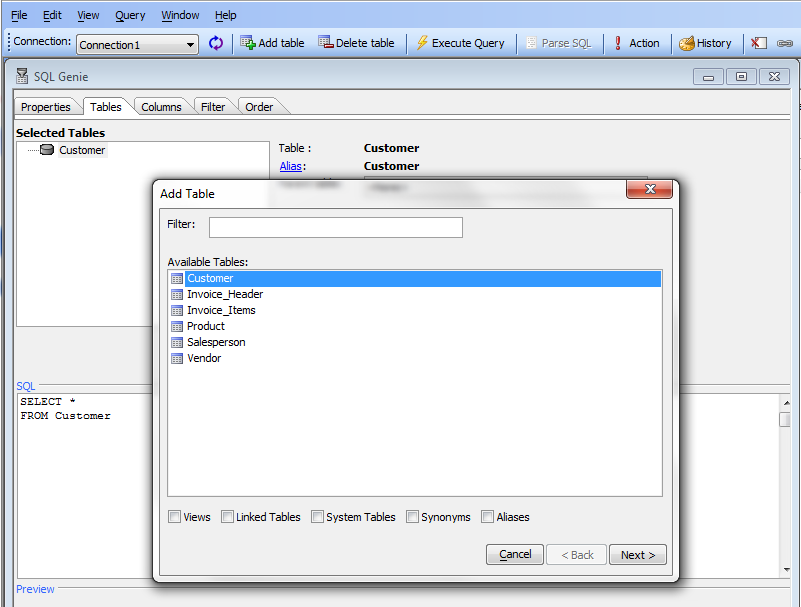 File Edit View Query Window Help
Connection: Connection1 Add table Delete table Execute Query Parse SQL Action History
SQL Genie
Properties Tables Columns Filter Order
Selected Tables
Customer
Table : Customer
Alias: Customer
Add Table
Filter:
Available Tables:
Customer
Invoice_Header
Invoice_Items
Product
Salesperson
Vendor
Views Linked Tables System Tables Synonyms Aliases
Cancel < Back Next >
SQL
SELECT *
FROM Customer
Preview